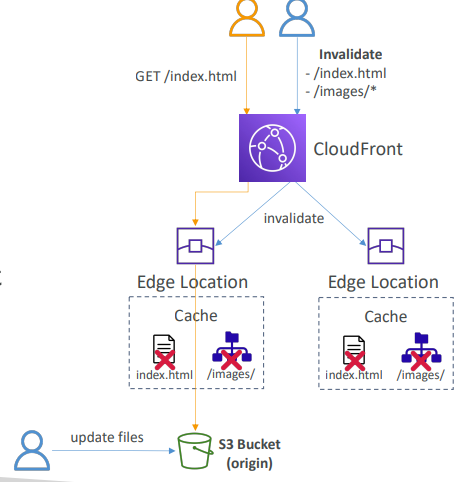 GET /index.html
Invalidate
- /index.html
- /images/*
CloudFront
invalidate
Edge Location
Edge Location
Cache
Cache
index.html
/images/
index.html
/images/
update files
S3 Bucket
(origin)